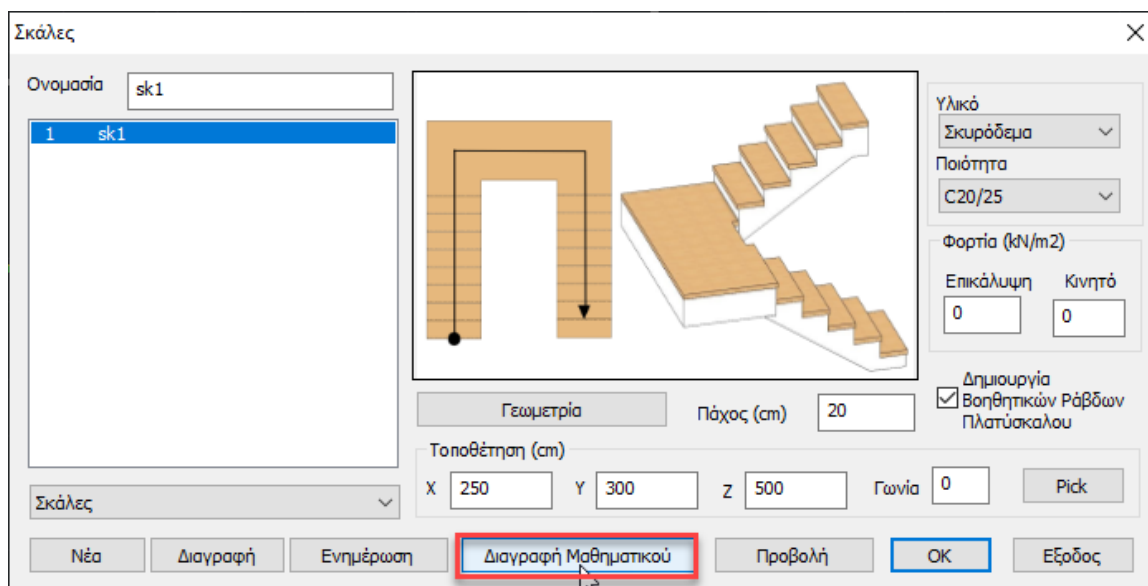 Σκάλες
Ονομασία sk1
1 sk1
Υλικό
Σκυρόδεμα
Ποιότητα
C20/25
Φορτία (kN/m2)
Επικάλυψη Κινητό
0 0
Δημιουργία
Βοηθητικών Ράβδων
Πλατύσκαλου
Γεωμετρία Πάχος (cm) 20
Τοποθέτηση (cm)
X 250 Y 300 Z 500 Γωνία 0 Pick
Σκάλες
Νέα Διαγραφή Ενημέρωση Διαγραφή Μαθηματικού Προβολή OK Εξοδος